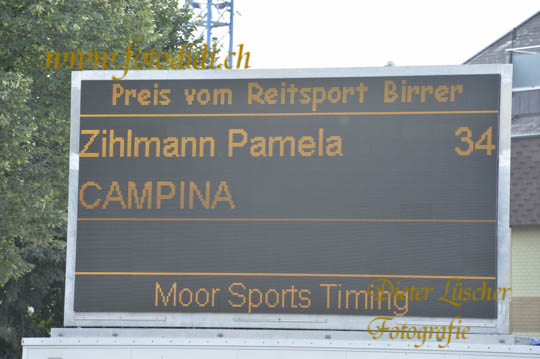 www.fotodidi.ch
Preis vom Reitsport Birrer
Zihlmann Pamela 34
CAMPINA
Moor Sports Timing
Dieter Lüscher
Fotografie